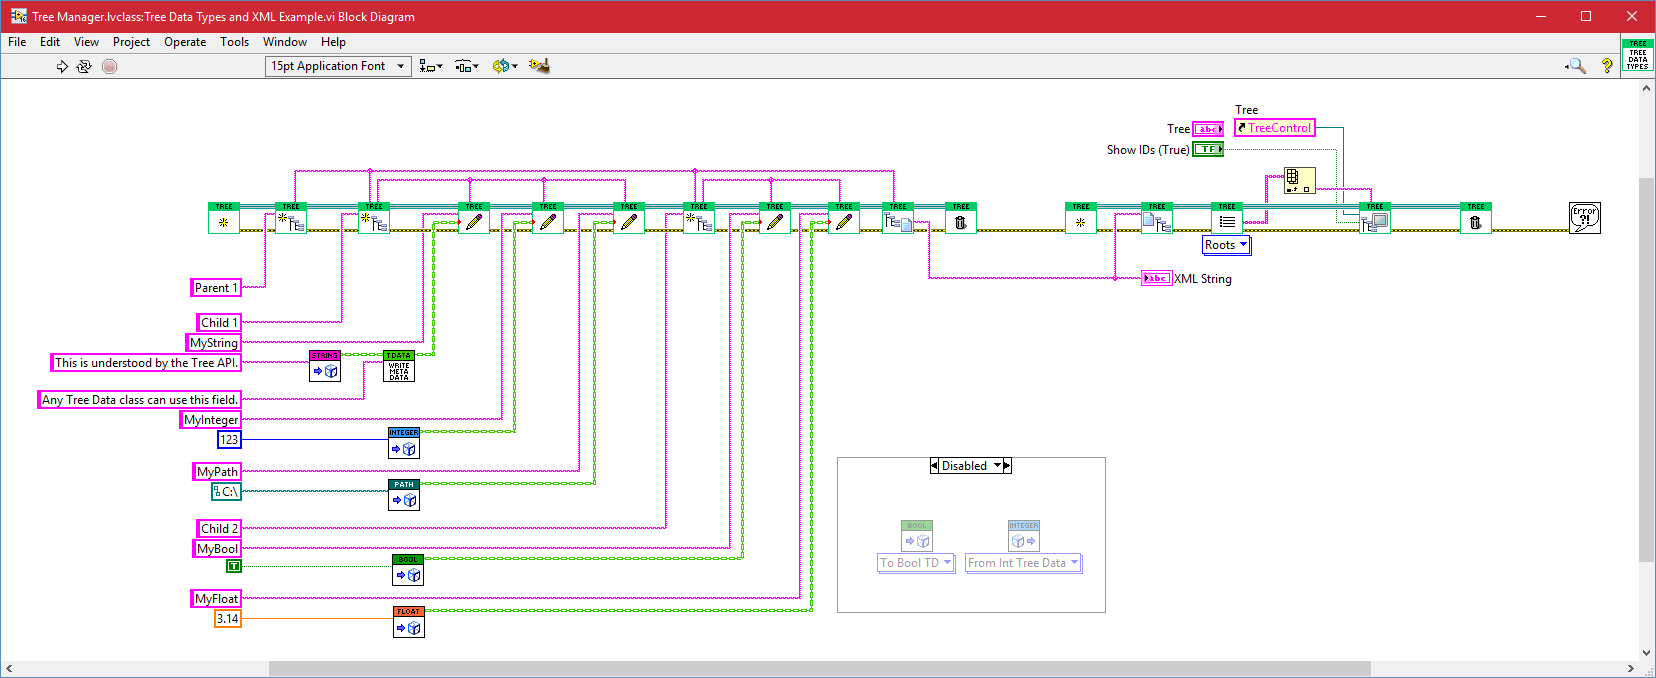 Tree Manager.lvclass:Tree Data Types and XML Example.vi Block Diagram
File Edit View Project Operate Tools Window Help
15pt Application Font
TREE
TREE
DATA
TYPES
Tree
Tree abc TreeControl
Show IDs (True) TF
TREE TREE TREE TREE TREE TREE TREE TREE TREE TREE TREE TREE TREE TREE TREE TREE
Error
?!
Roots
abc XML String
Parent 1
Child 1
MyString
This is understood by the Tree API.
STRING
TDATA
WRITE
META
DATA
Any Tree Data class can use this field.
MyInteger
123
INTEGER
MyPath
C:\
PATH
Child 2
MyBool
T
BOOL
MyFloat
3.14
FLOAT
Disabled
BOOL INTEGER
To Bool TD From Int Tree Data